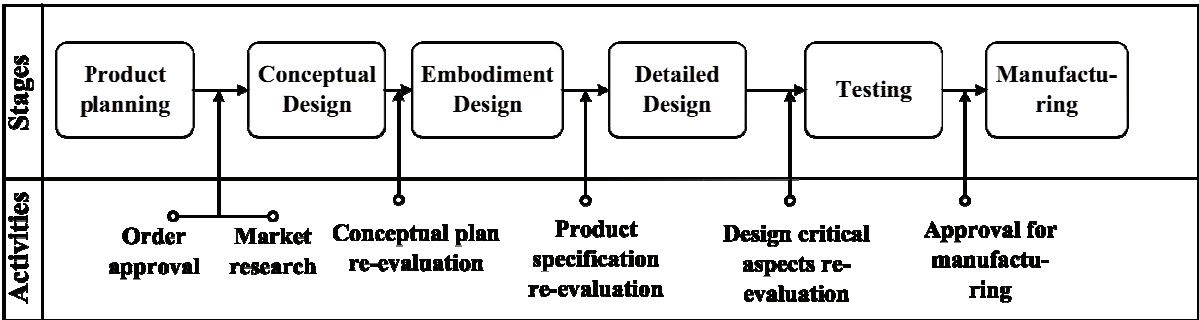 Stages
Product
planning
Conceptual
Design
Embodiment
Design
Detailed
Design
Testing
Manufactu-
ring
Activities
Order
approval
Market
research
Conceptual plan
re-evaluation
Product
specification
re-evaluation
Design critical
aspects re-
evaluation
Approval for
manufactu-
ring